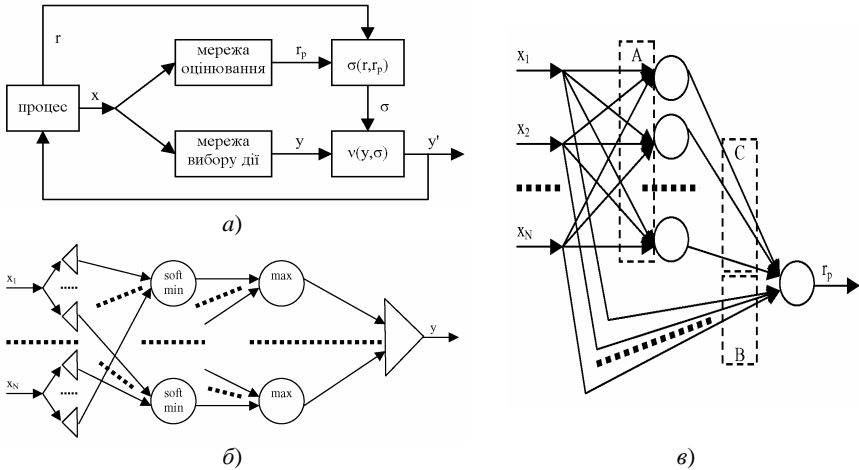 r
мережа
оцінювання
r_p
σ(r,r_p)
процес
x
σ
мережа
вибору дії
y
ν(y,σ)
y'
а)
x_1
soft
min
max
y
x_N
soft
min
max
б)
x_1
A
x_2
C
x_N
r_p
B
в)